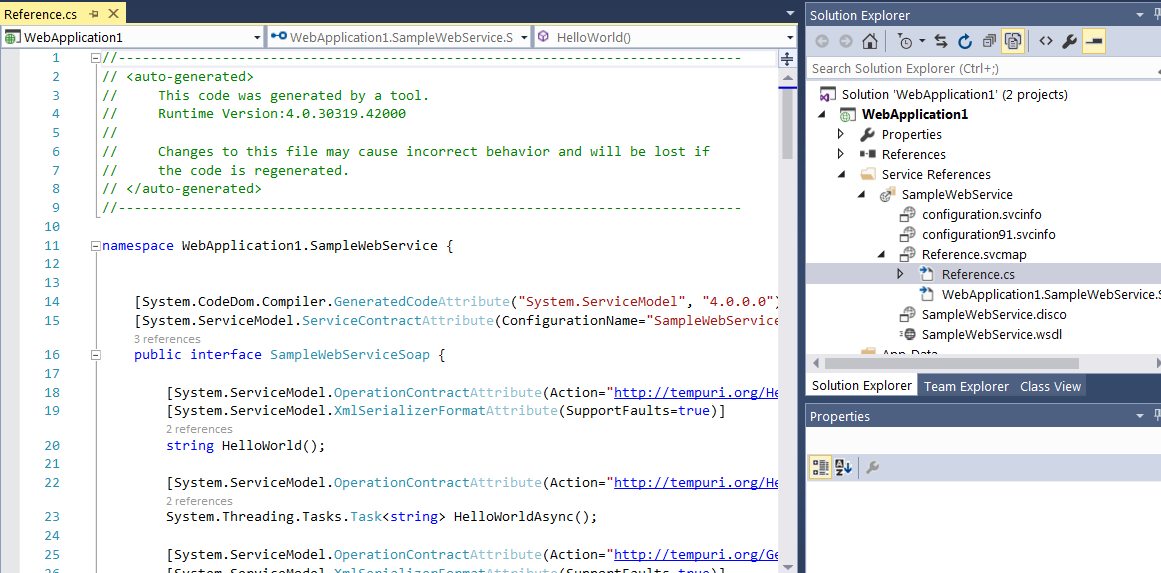 Reference.cs
WebApplication1
WebApplication1.SampleWebService.S
HelloWorld()
1 //------------------------------------------------------------------------------
2 // <auto-generated>
3 //     This code was generated by a tool.
4 //     Runtime Version:4.0.30319.42000
5 //
6 //     Changes to this file may cause incorrect behavior and will be lost if
7 //     the code is regenerated.
8 // </auto-generated>
9 //------------------------------------------------------------------------------
10
11 namespace WebApplication1.SampleWebService {
12
13
14     [System.CodeDom.Compiler.GeneratedCodeAttribute("System.ServiceModel", "4.0.0.0")
15     [System.ServiceModel.ServiceContractAttribute(ConfigurationName="SampleWebService
3 references
16     public interface SampleWebServiceSoap {
17
18         [System.ServiceModel.OperationContractAttribute(Action="http://tempuri.org/He
19         [System.ServiceModel.XmlSerializerFormatAttribute(SupportFaults=true)]
2 references
20         string HelloWorld();
21
22         [System.ServiceModel.OperationContractAttribute(Action="http://tempuri.org/He
2 references
23         System.Threading.Tasks.Task<string> HelloWorldAsync();
24
25         [System.ServiceModel.OperationContractAttribute(Action="http://tempuri.org/Ge
26         [System.ServiceModel.XmlSerializerFormatAttribute(SupportFaults=true)]
Solution Explorer
Search Solution Explorer (Ctrl+;)
Solution 'WebApplication1' (2 projects)
WebApplication1
Properties
References
Service References
SampleWebService
configuration.svcinfo
configuration91.svcinfo
Reference.svcmap
Reference.cs
WebApplication1.SampleWebService.S
SampleWebService.disco
SampleWebService.wsdl
App_Data
Solution Explorer Team Explorer Class View
Properties